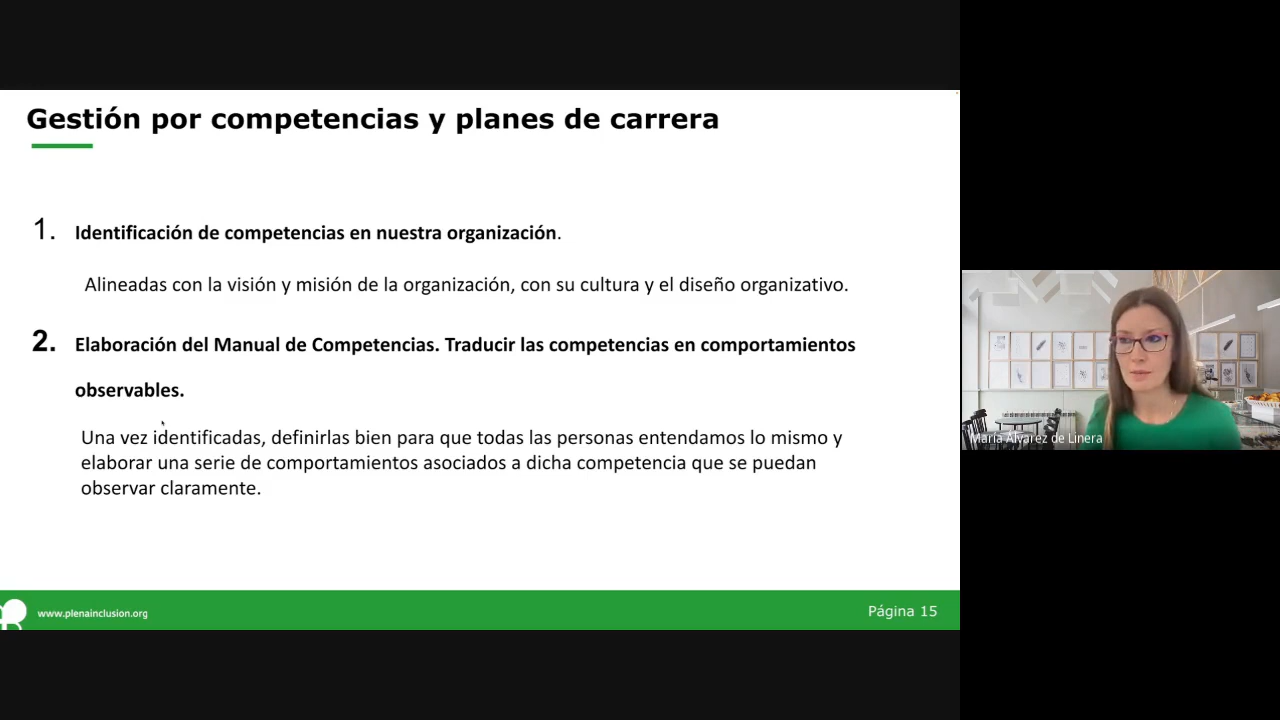 Gestión por competencias y planes de carrera
1. Identificación de competencias en nuestra organización.
Alineadas con la visión y misión de la organización, con su cultura y el diseño organizativo.
2. Elaboración del Manual de Competencias. Traducir las competencias en comportamientos
observables.
Una vez identificadas, definirlas bien para que todas las personas entendamos lo mismo y
elaborar una serie de comportamientos asociados a dicha competencia que se puedan
observar claramente.
www.plenainclusion.org
Página 15
María Álvarez de Linera